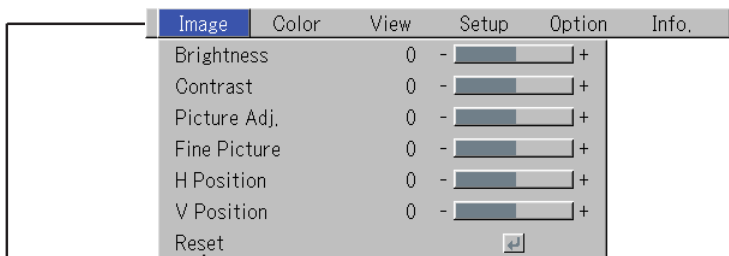 Image Color View Setup Option Info.
Brightness 0 - +
Contrast 0 - +
Picture Adj. 0 - +
Fine Picture 0 - +
H Position 0 - +
V Position 0 - +
Reset